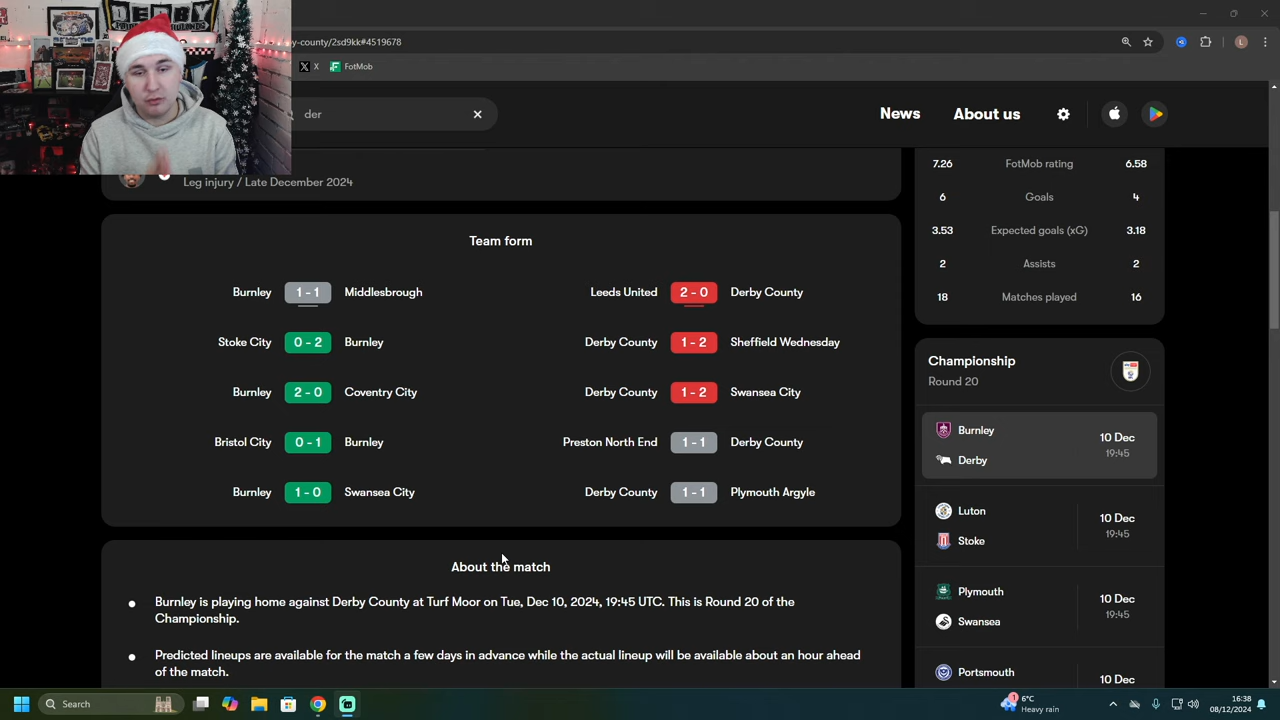 DERBY
y-county/2sd9kk#4519678
L
X
FotMob
der
News
About us
Leg injury / Late December 2024
7.26 FotMob rating 6.58
6 Goals 4
3.53 Expected goals (xG) 3.18
2 Assists 2
18 Matches played 16
Team form
Burnley 1 - 1 Middlesbrough
Stoke City 0 - 2 Burnley
Burnley 2 - 0 Coventry City
Bristol City 0 - 1 Burnley
Burnley 1 - 0 Swansea City
Leeds United 2 - 0 Derby County
Derby County 1 - 2 Sheffield Wednesday
Derby County 1 - 2 Swansea City
Preston North End 1 - 1 Derby County
Derby County 1 - 1 Plymouth Argyle
Championship
Round 20
Burnley
Derby
10 Dec
19:45
Luton
Stoke
10 Dec
19:45
Plymouth
Swansea
10 Dec
19:45
Portsmouth
10 Dec
About the match
Burnley is playing home against Derby County at Turf Moor on Tue, Dec 10, 2024, 19:45 UTC. This is Round 20 of the
Championship.
Predicted lineups are available for the match a few days in advance while the actual lineup will be available about an hour ahead
of the match.
Search
1
6°C
Heavy rain
16:38
08/12/2024